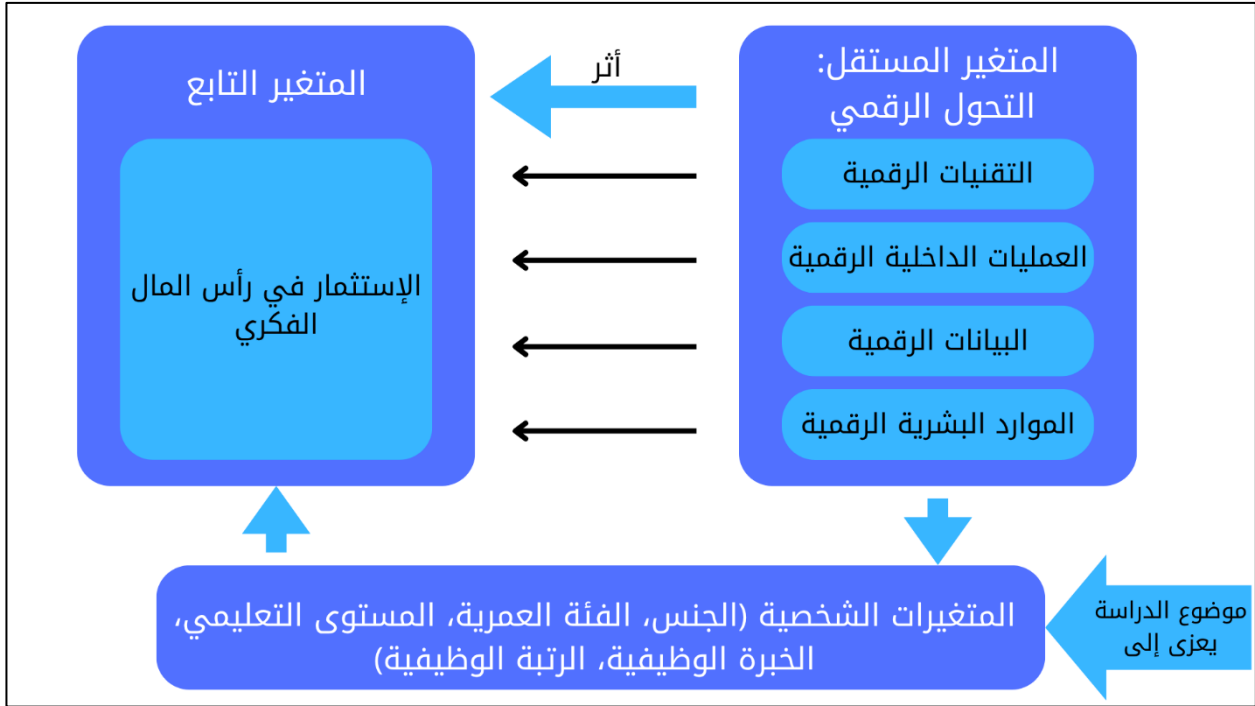 المتغير المستقل:
التحول الرقمي
التقنيات الرقمية
العمليات الداخلية الرقمية
البيانات الرقمية
الموارد البشرية الرقمية
أثر
المتغير التابع
الإستثمار في رأس المال
الفكري
موضوع الدراسة
يعزى إلى
المتغيرات الشخصية (الجنس، الفئة العمرية، المستوى التعليمي،
الخبرة الوظيفية، الرتبة الوظيفية)